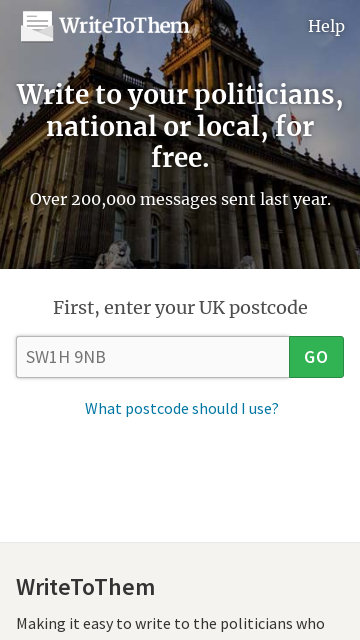 WriteToThem
Help
Write to your politicians,
national or local, for
free.
Over 200,000 messages sent last year.
First, enter your UK postcode
SW1H 9NB
GO
What postcode should I use?
WriteToThem
Making it easy to write to the politicians who